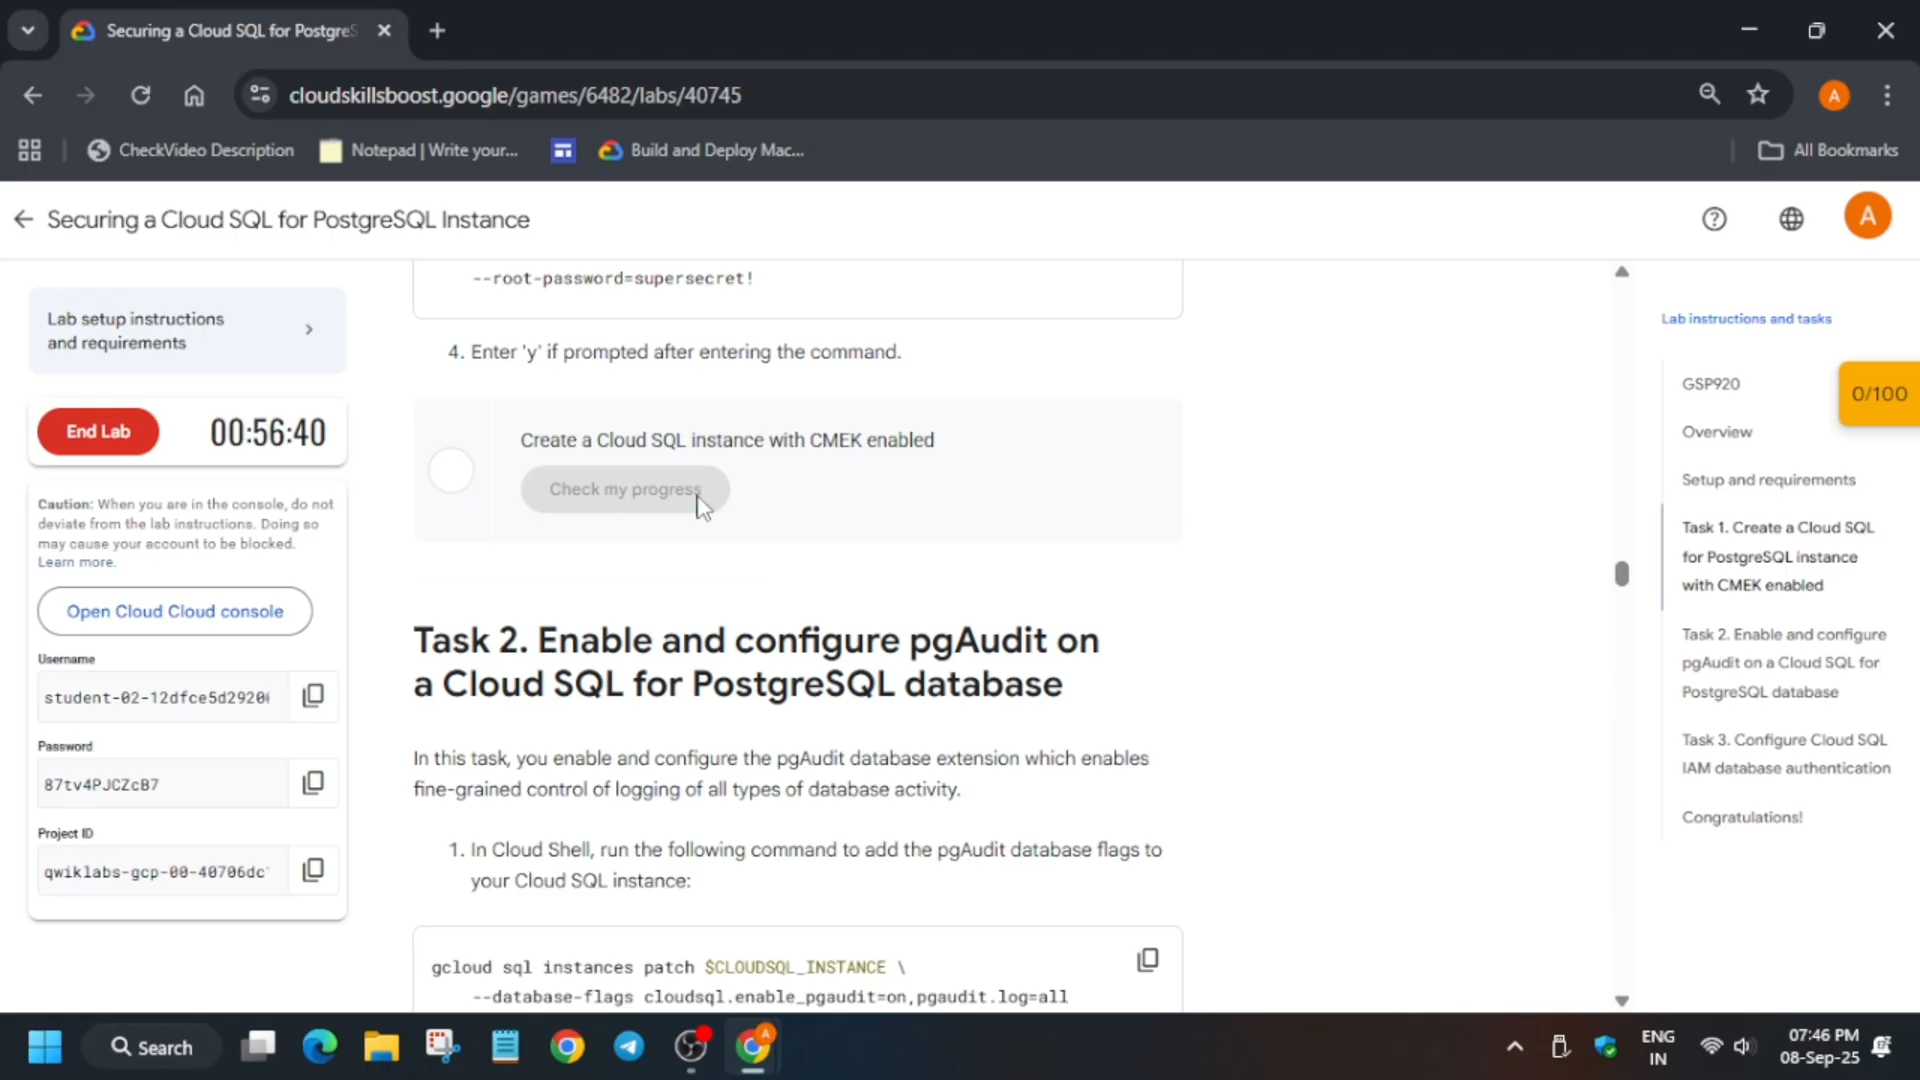 Securing a Cloud SQL for PostgreS
cloudskillsboost.google/games/6482/labs/40745
CheckVideo Description
Notepad | Write your...
Build and Deploy Mac...
All Bookmarks
A
Securing a Cloud SQL for PostgreSQL Instance
A
Lab setup instructions
and requirements
End Lab
00:56:40
Caution: When you are in the console, do not
deviate from the lab instructions. Doing so
may cause your account to be blocked.
Learn more.
Open Cloud Cloud console
Username
student-02-12dfce5d2920
Password
87tv4PJCZcB7
Project ID
qwiklabs-gcp-00-40706dc
--root-password=supersecret!
4. Enter 'y' if prompted after entering the command.
Create a Cloud SQL instance with CMEK enabled
Check my progress
Task 2. Enable and configure pgAudit on
a Cloud SQL for PostgreSQL database
In this task, you enable and configure the pgAudit database extension which enables
fine-grained control of logging of all types of database activity.
1. In Cloud Shell, run the following command to add the pgAudit database flags to
your Cloud SQL instance:
gcloud sql instances patch $CLOUDSQL_INSTANCE \
--database-flags cloudsql.enable_pgaudit=on,pgaudit.log=all
Lab instructions and tasks
GSP920
0/100
Overview
Setup and requirements
Task 1. Create a Cloud SQL
for PostgreSQL instance
with CMEK enabled
Task 2. Enable and configure
pgAudit on a Cloud SQL for
PostgreSQL database
Task 3. Configure Cloud SQL
IAM database authentication
Congratulations!
Search
A
ENG
IN
07:46 PM
08-Sep-25